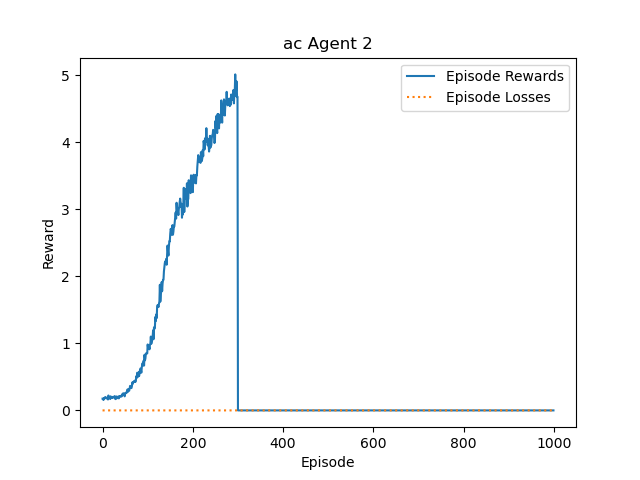 ac Agent 2
Episode Rewards
Episode Losses
Reward
5
4
3
2
1
0
0 200 400 600 800 1000
Episode